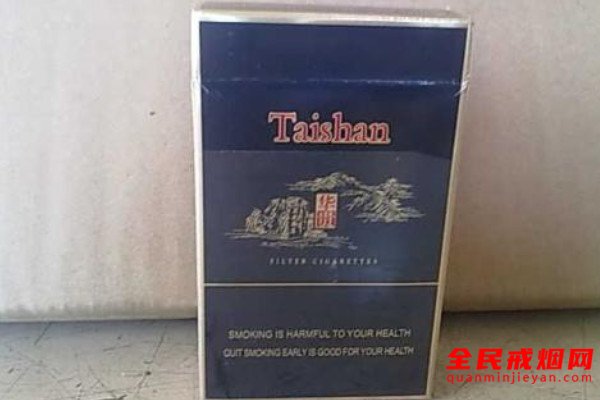 Taishan
华
FILTER CIGARETTES
SMOKING IS HARMFUL TO YOUR HEALTH
QUIT SMOKING EARLY IS GOOD FOR YOUR HEALTH
全民戒烟网
quanminjieyan.com